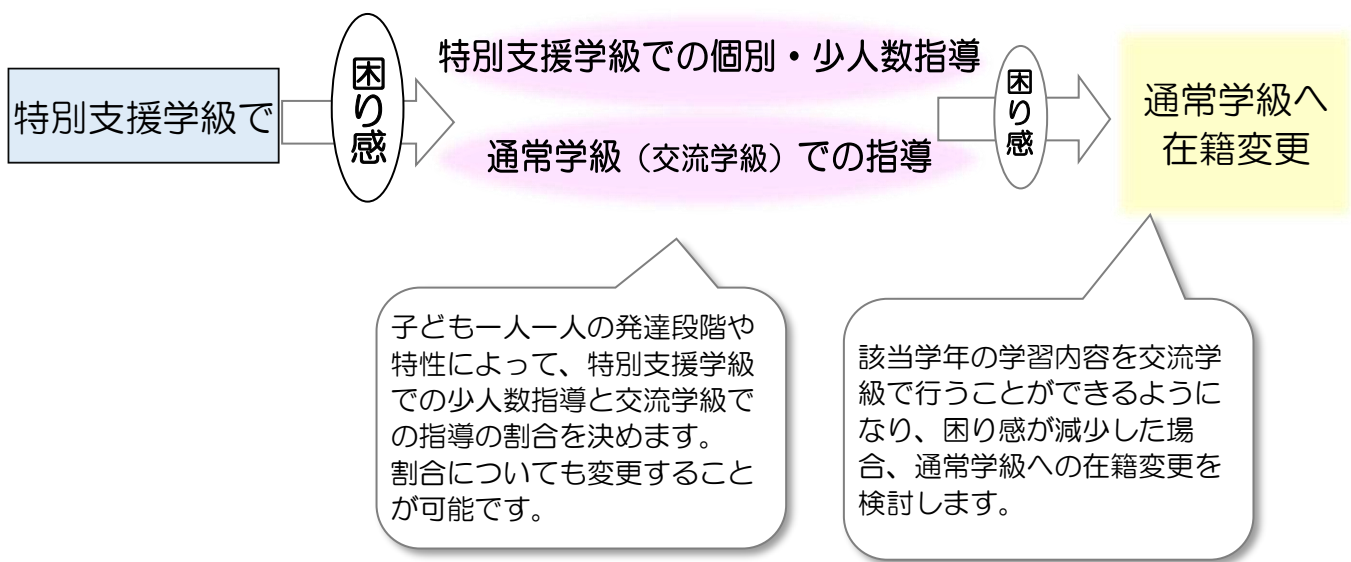 特別支援学級で
困り感
特別支援学級での個別・少人数指導
通常学級（交流学級）での指導
困り感
通常学級へ
在籍変更
子ども一人一人の発達段階や
特性によって、特別支援学級
での少人数指導と交流学級で
の指導の割合を決めます。
割合についても変更すること
が可能です。
該当学年の学習内容を交流学
級で行うことができるように
なり、困り感が減少した場
合、通常学級への在籍変更を
検討します。